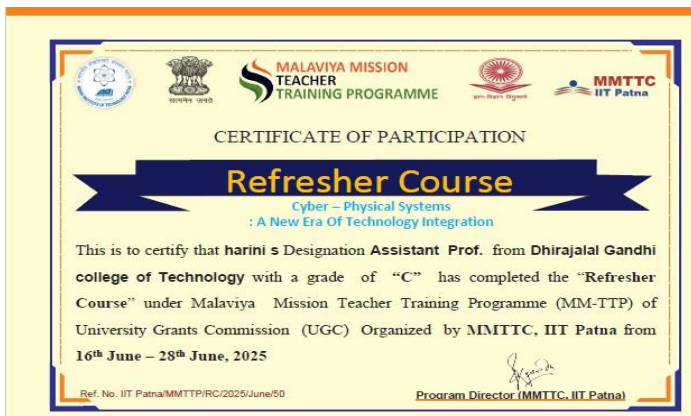 MALAVIYA MISSION
TEACHER
TRAINING PROGRAMME
सत्यमेव जयते
ज्ञान-विज्ञान विमुक्तये
MMTTC
IIT Patna
CERTIFICATE OF PARTICIPATION
Refresher Course
Cyber – Physical Systems
: A New Era Of Technology Integration
This is to certify that harini s Designation Assistant Prof. from Dhirajalal Gandhi
college of Technology with a grade of “C” has completed the “Refresher
Course” under Malaviya Mission Teacher Training Programme (MM-TTP) of
University Grants Commission (UGC) Organized by MMTTC, IIT Patna from
16th June – 28th June, 2025
Ref. No. IIT Patna/MMTTP/RC/2025/June/50
Program Director (MMTTC, IIT Patna)